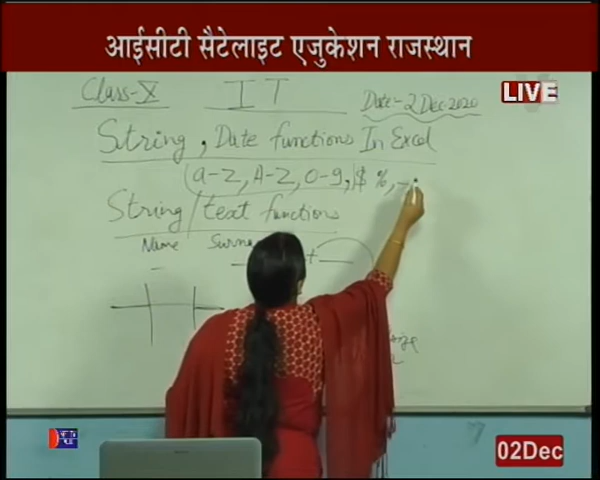 आईसीटी सैटेलाइट एजुकेशन राजस्थान
LIVE
Class-X IT Date-2 Dec-2020
String, Date functions In Excel
(a-z, A-Z, 0-9, $ %, -
String/text functions
Name
+
02Dec